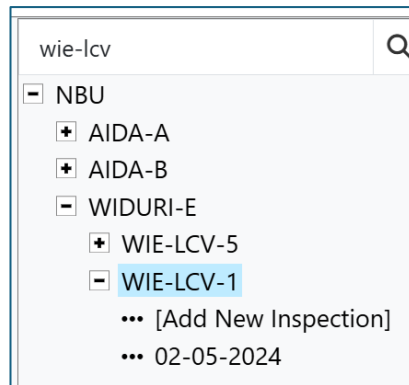 wie-lcv
NBU
AIDA-A
AIDA-B
WIDURI-E
WIE-LCV-5
WIE-LCV-1
[Add New Inspection]
02-05-2024